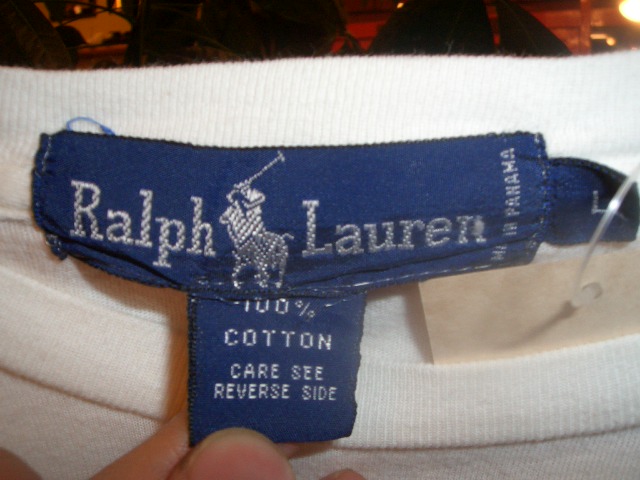 Ralph Lauren
MADE IN PANAMA
L
100%
COTTON
CARE SEE
REVERSE SIDE